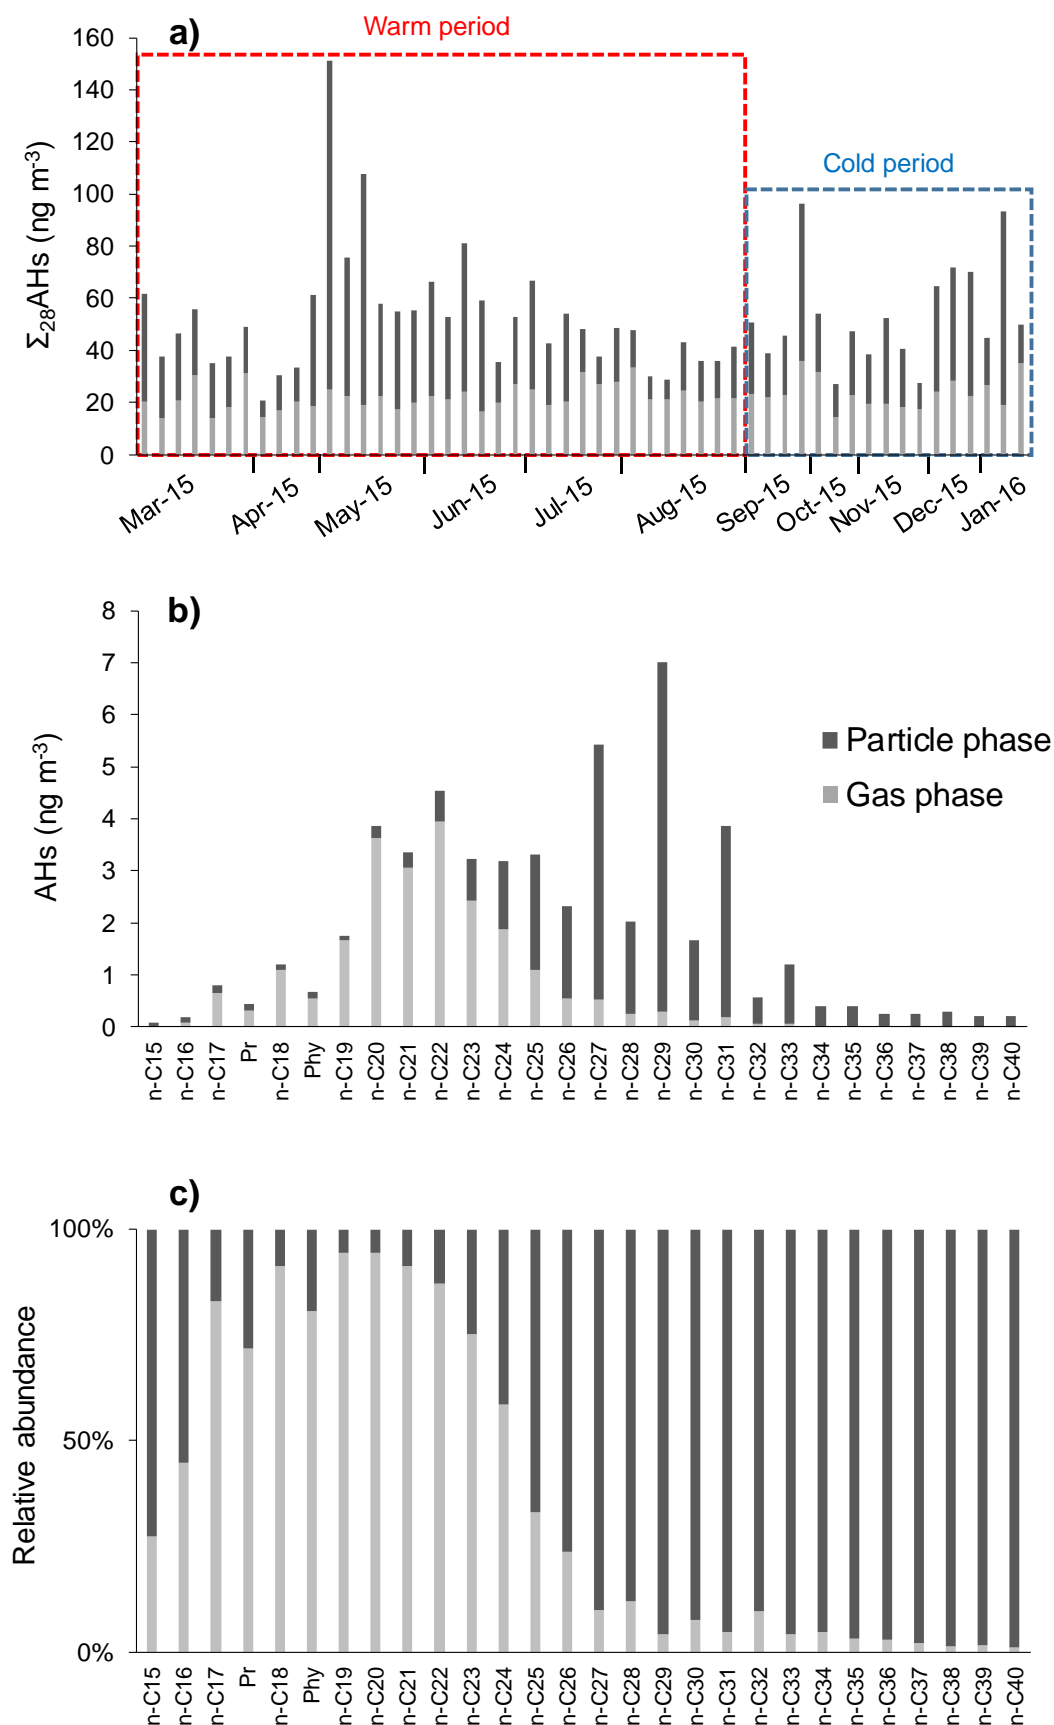 a)
Warm period
Cold period
Σ28AHs (ng m-3)
160
140
120
100
80
60
40
20
0
Mar-15
Apr-15
May-15
Jun-15
Jul-15
Aug-15
Sep-15
Oct-15
Nov-15
Dec-15
Jan-16
b)
AHs (ng m-3)
8
7
6
5
4
3
2
1
0
Particle phase
Gas phase
n-C15
n-C16
n-C17
Pr
n-C18
Phy
n-C19
n-C20
n-C21
n-C22
n-C23
n-C24
n-C25
n-C26
n-C27
n-C28
n-C29
n-C30
n-C31
n-C32
n-C33
n-C34
n-C35
n-C36
n-C37
n-C38
n-C39
n-C40
c)
Relative abundance
100%
50%
0%
n-C15
n-C16
n-C17
Pr
n-C18
Phy
n-C19
n-C20
n-C21
n-C22
n-C23
n-C24
n-C25
n-C26
n-C27
n-C28
n-C29
n-C30
n-C31
n-C32
n-C33
n-C34
n-C35
n-C36
n-C37
n-C38
n-C39
n-C40